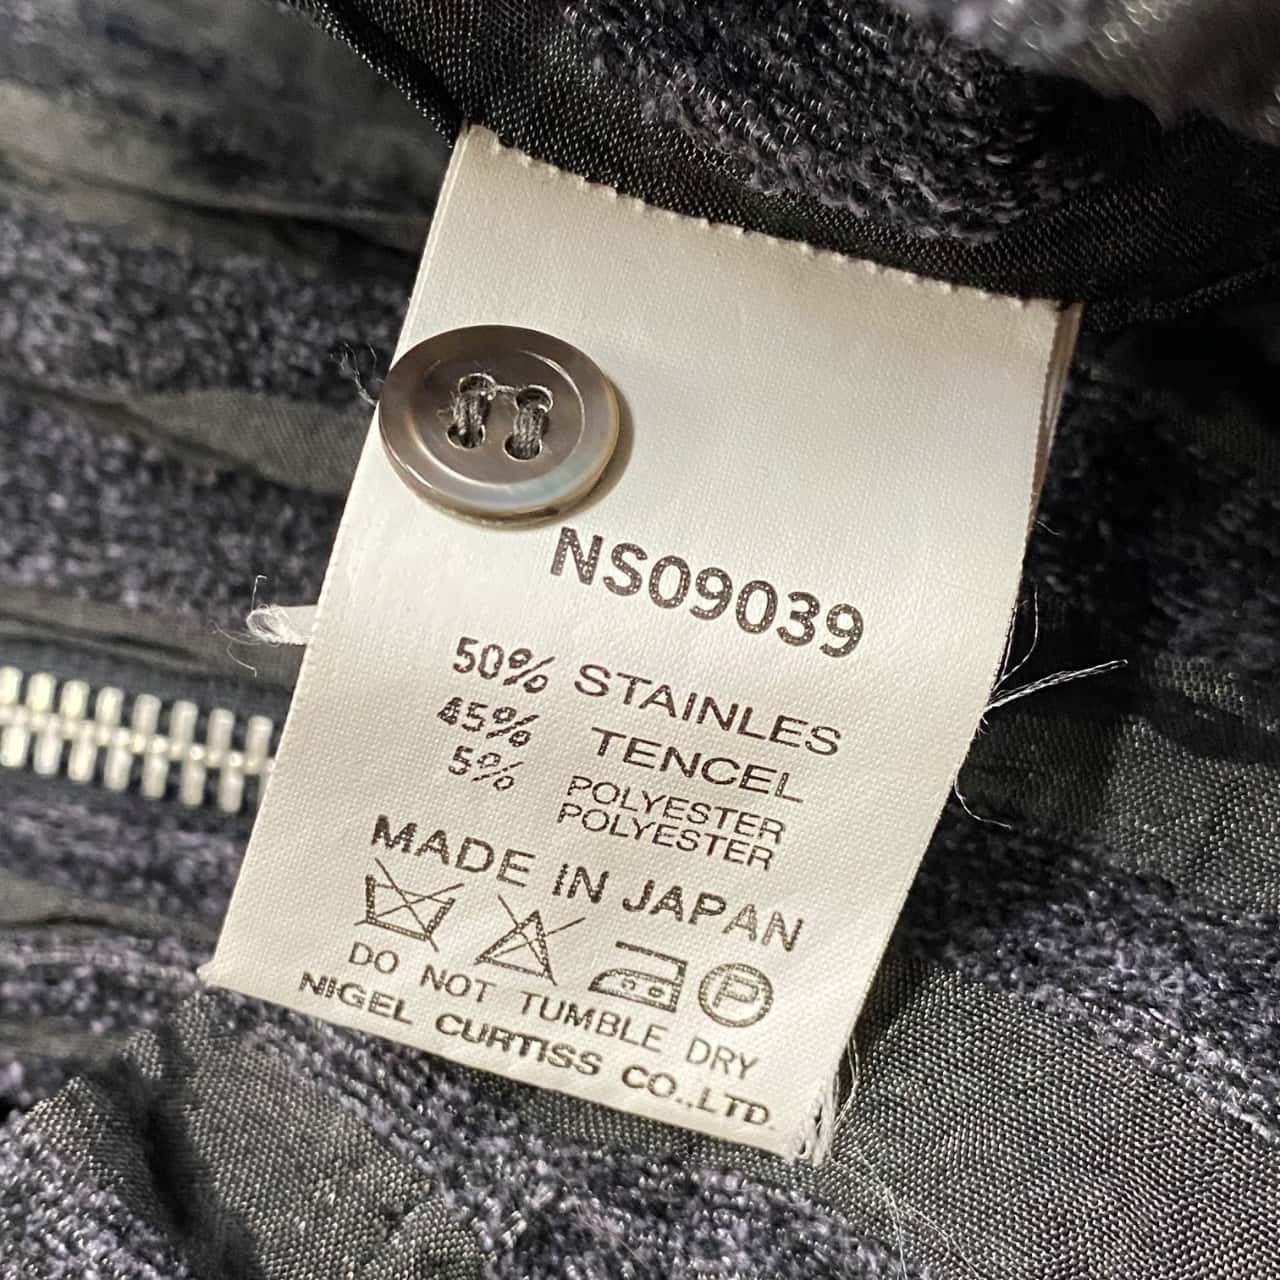 NS09039
50% STAINLES
45% TENCEL
5% POLYESTER
POLYESTER
MADE IN JAPAN
P
DO NOT TUMBLE DRY
NIGEL CURTISS CO.,LTD.